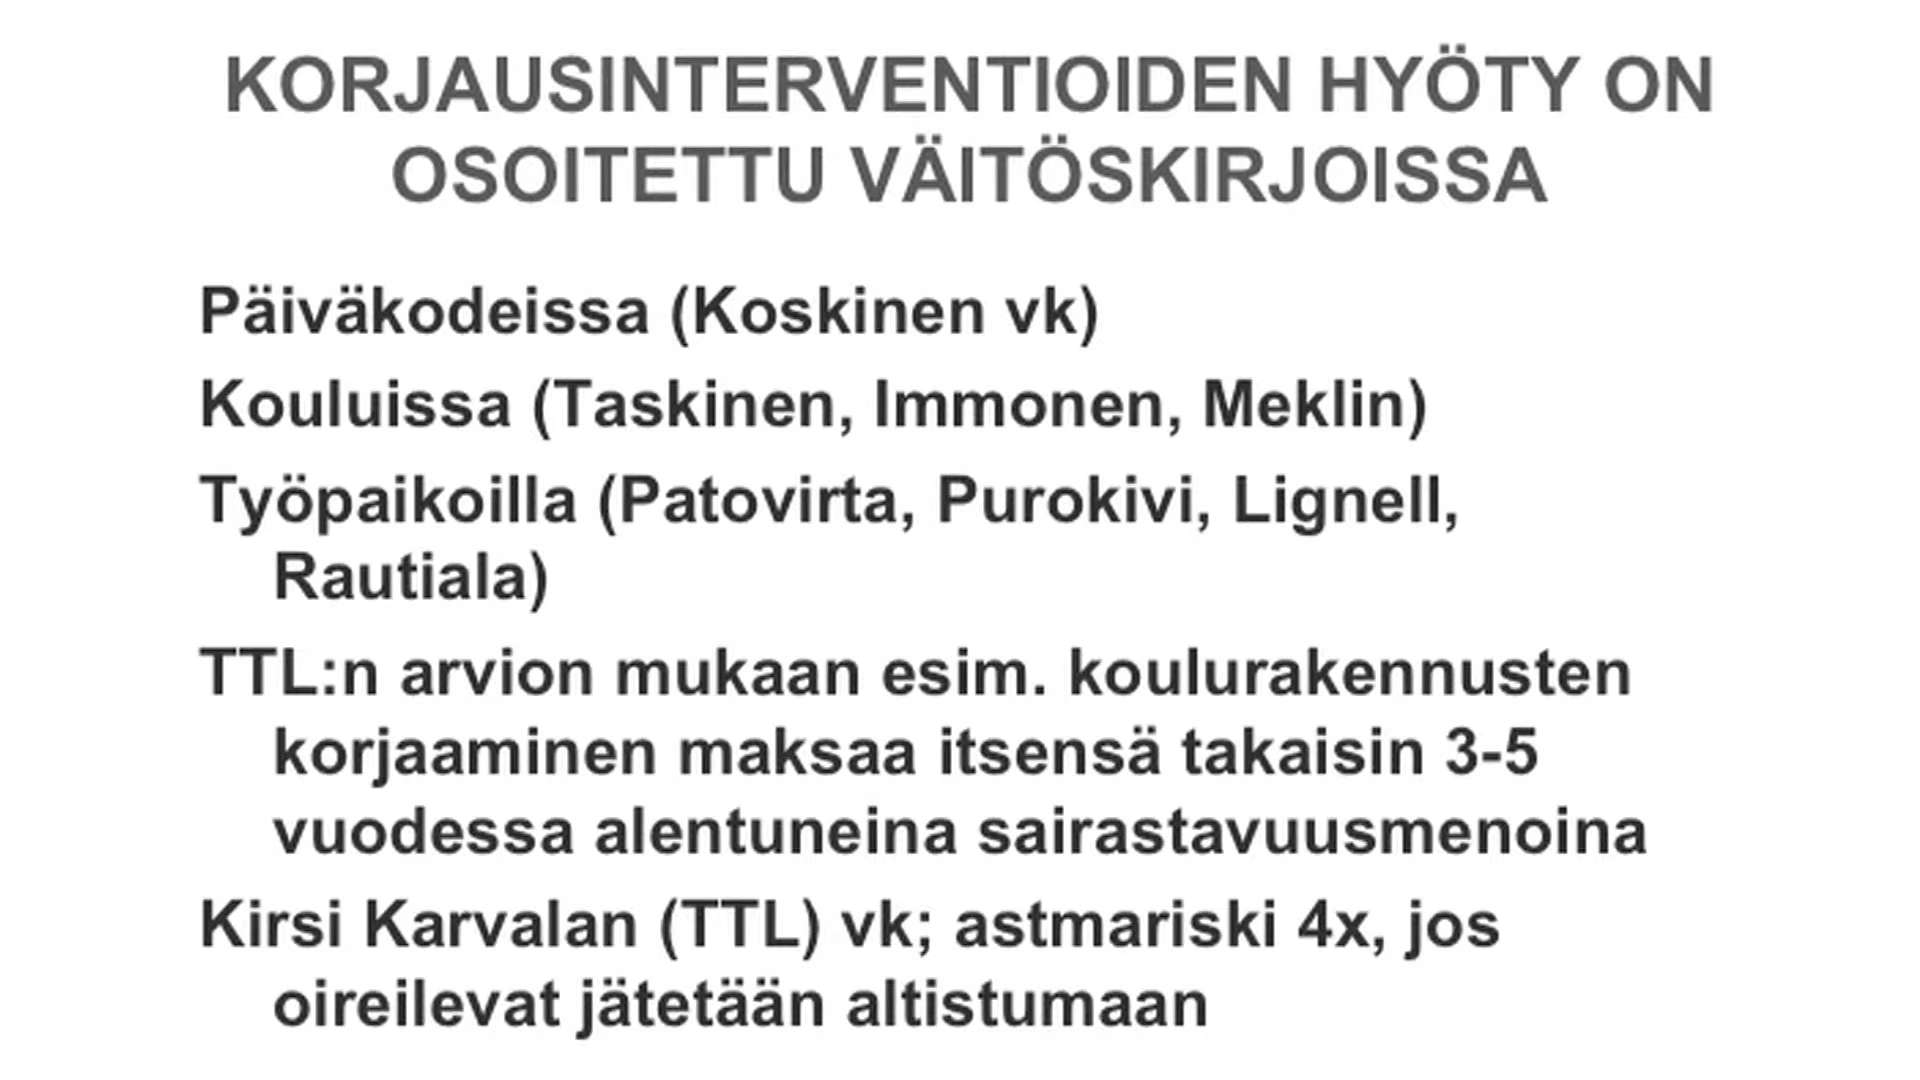 KORJAUSINTERVENTIOIDEN HYÖTY ON
OSOITETTU VÄITÖSKIRJOISSA
Päiväkodeissa (Koskinen vk)
Kouluissa (Taskinen, Immonen, Meklin)
Työpaikoilla (Patovirta, Purokivi, Lignell,
Rautiala)
TTL:n arvion mukaan esim. koulurakennusten
korjaaminen maksaa itsensä takaisin 3-5
vuodessa alentuneina sairastavuusmenoina
Kirsi Karvalan (TTL) vk; astmariski 4x, jos
oireilevat jätetään altistumaan